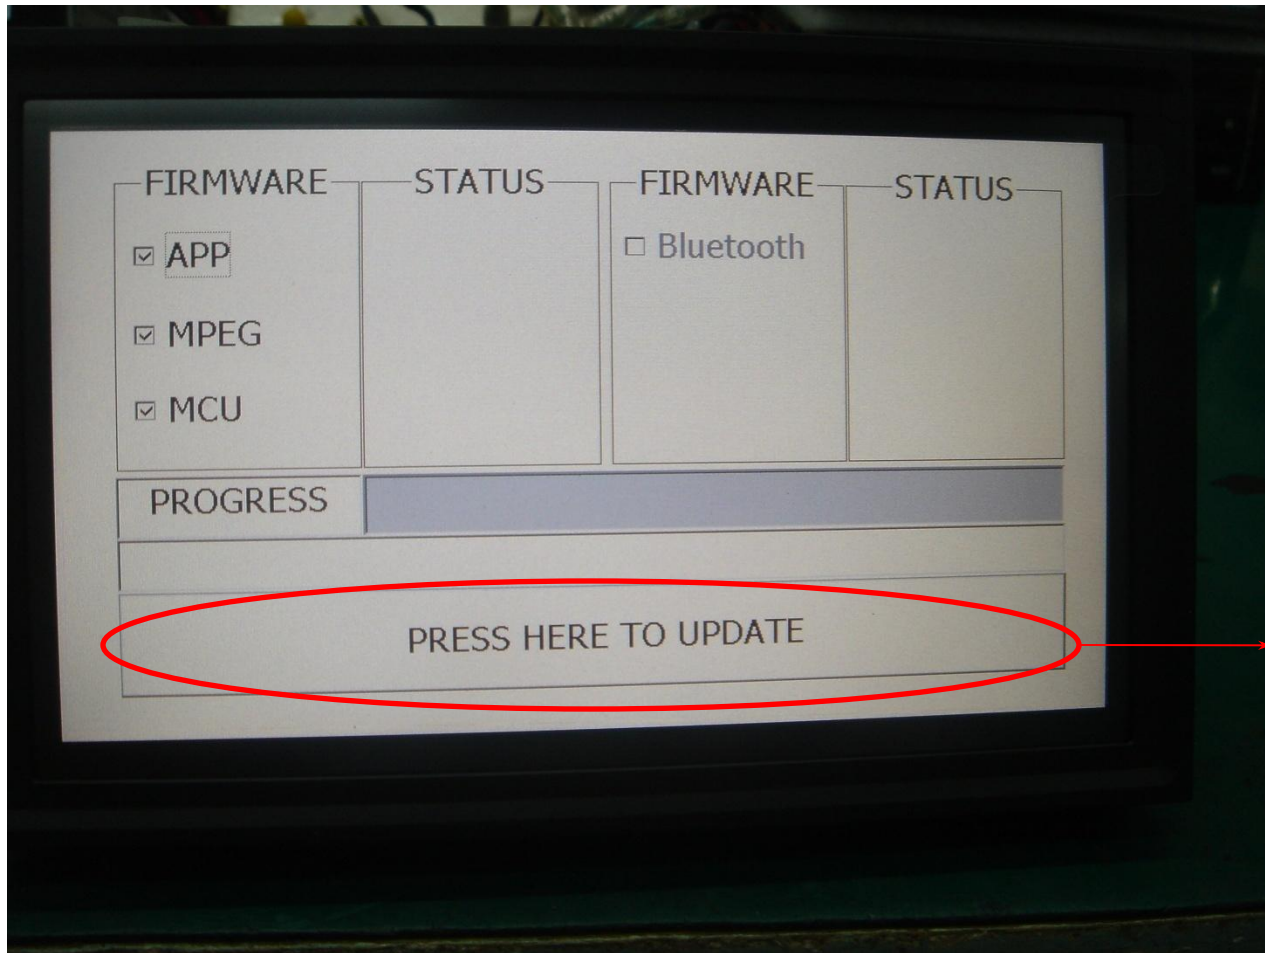 FIRMWARE STATUS FIRMWARE STATUS
APP Bluetooth
MPEG
MCU
PROGRESS
PRESS HERE TO UPDATE